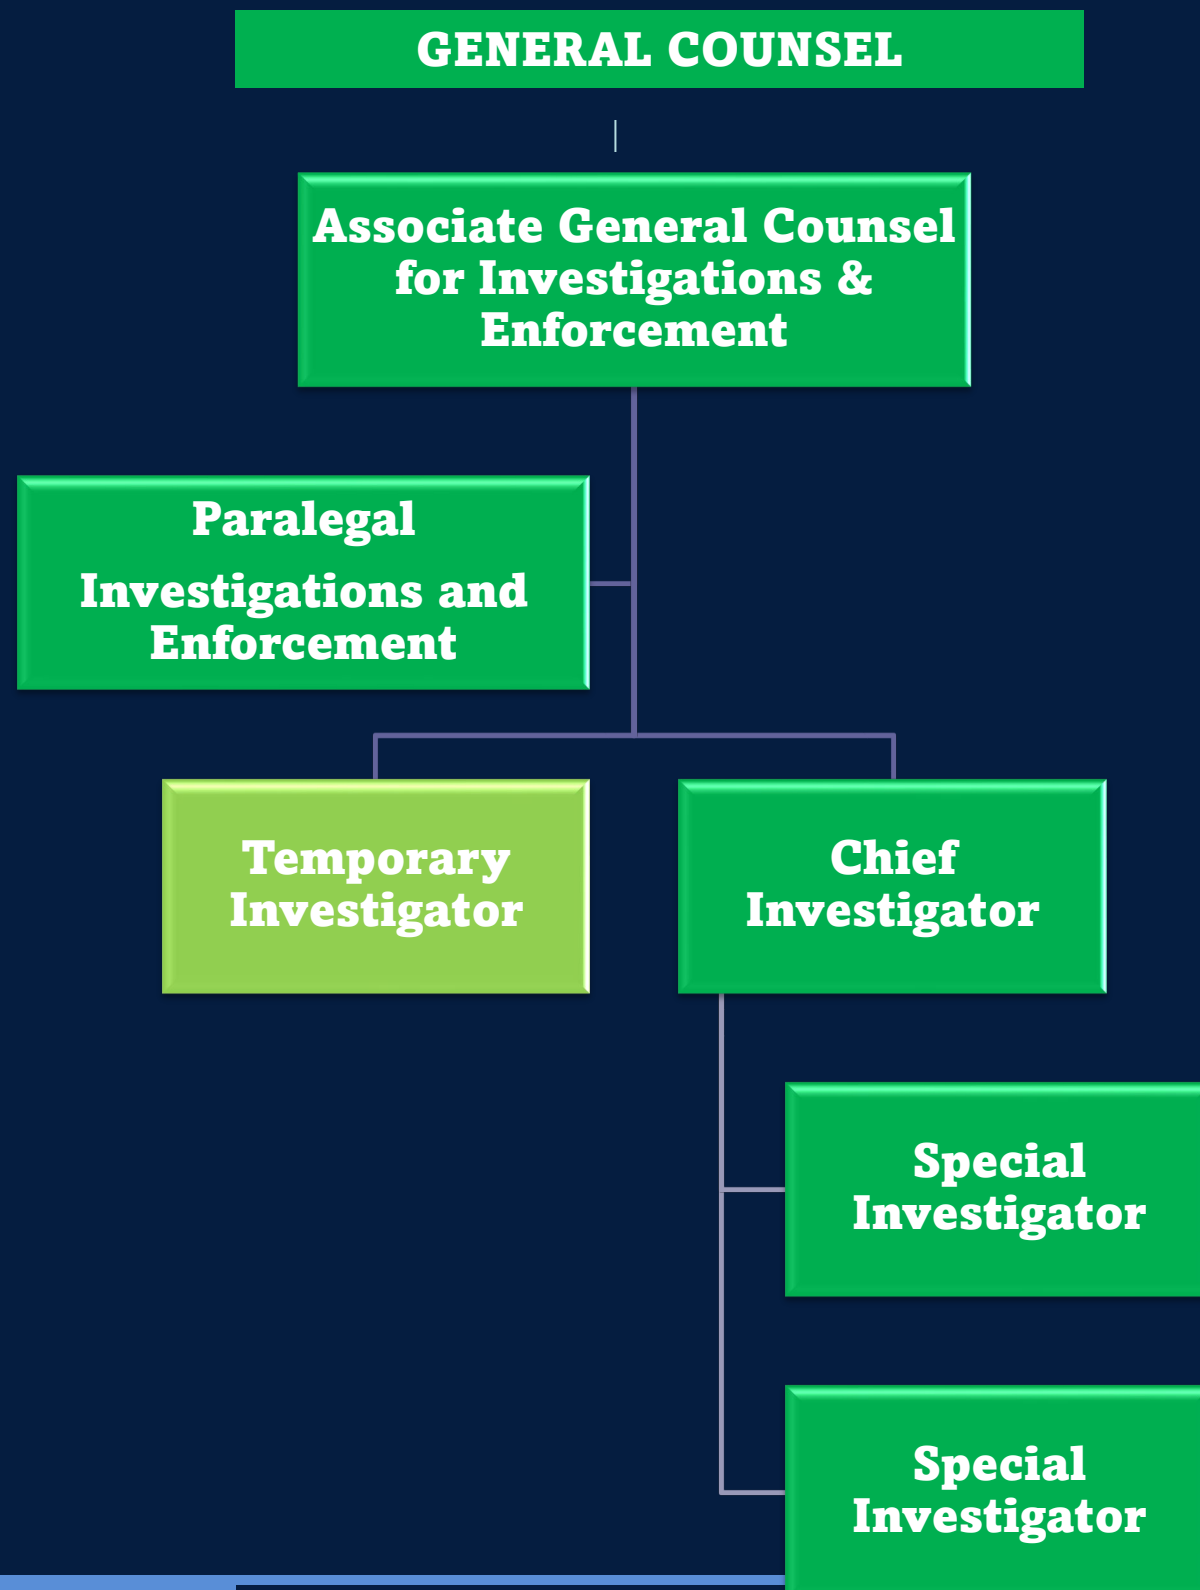 GENERAL COUNSEL
Associate General Counsel
for Investigations &
Enforcement
Paralegal
Investigations and
Enforcement
Temporary
Investigator
Chief
Investigator
Special
Investigator
Special
Investigator